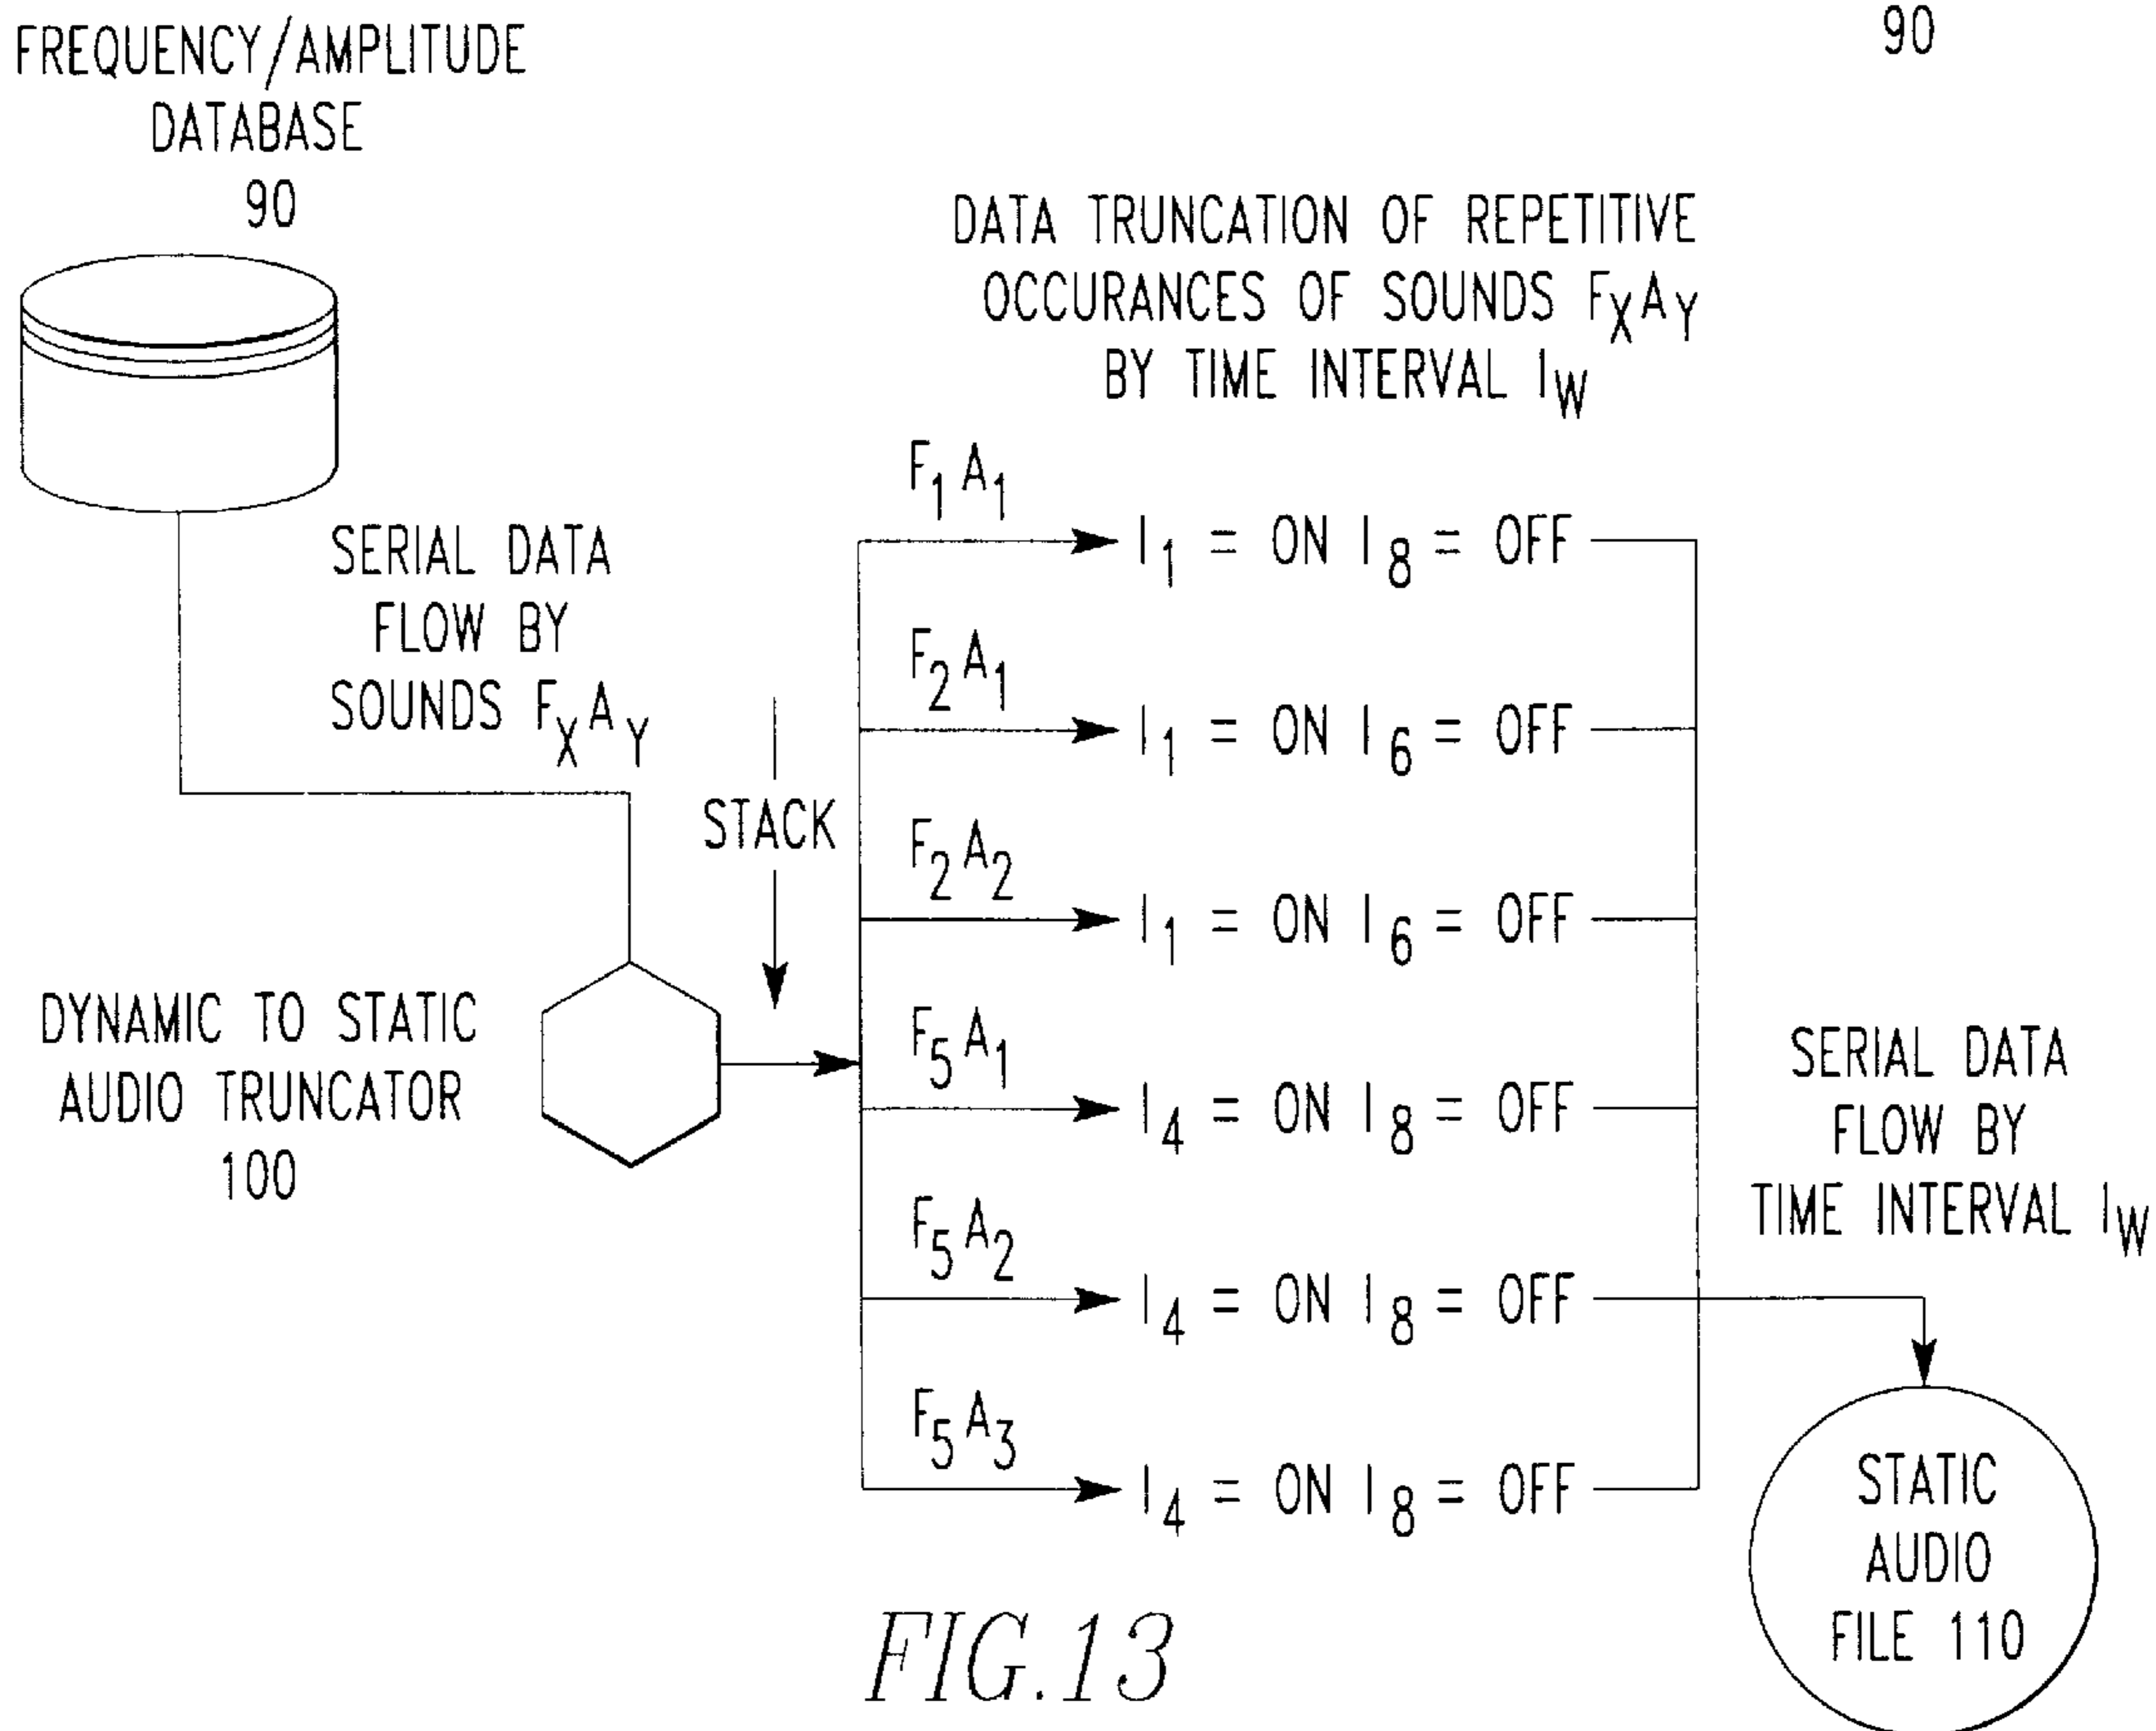 90
FREQUENCY/AMPLITUDE
DATABASE
90
DATA TRUNCATION OF REPETITIVE
OCCURANCES OF SOUNDS FXAY
BY TIME INTERVAL IW
SERIAL DATA
FLOW BY
SOUNDS FXAY
STACK
DYNAMIC TO STATIC
AUDIO TRUNCATOR
100
F1A1
I1 = ON I8 = OFF
F2A1
I1 = ON I6 = OFF
F2A2
I1 = ON I6 = OFF
F5A1
I4 = ON I8 = OFF
F5A2
I4 = ON I8 = OFF
F5A3
I4 = ON I8 = OFF
SERIAL DATA
FLOW BY
TIME INTERVAL IW
STATIC
AUDIO
FILE 110
FIG.13